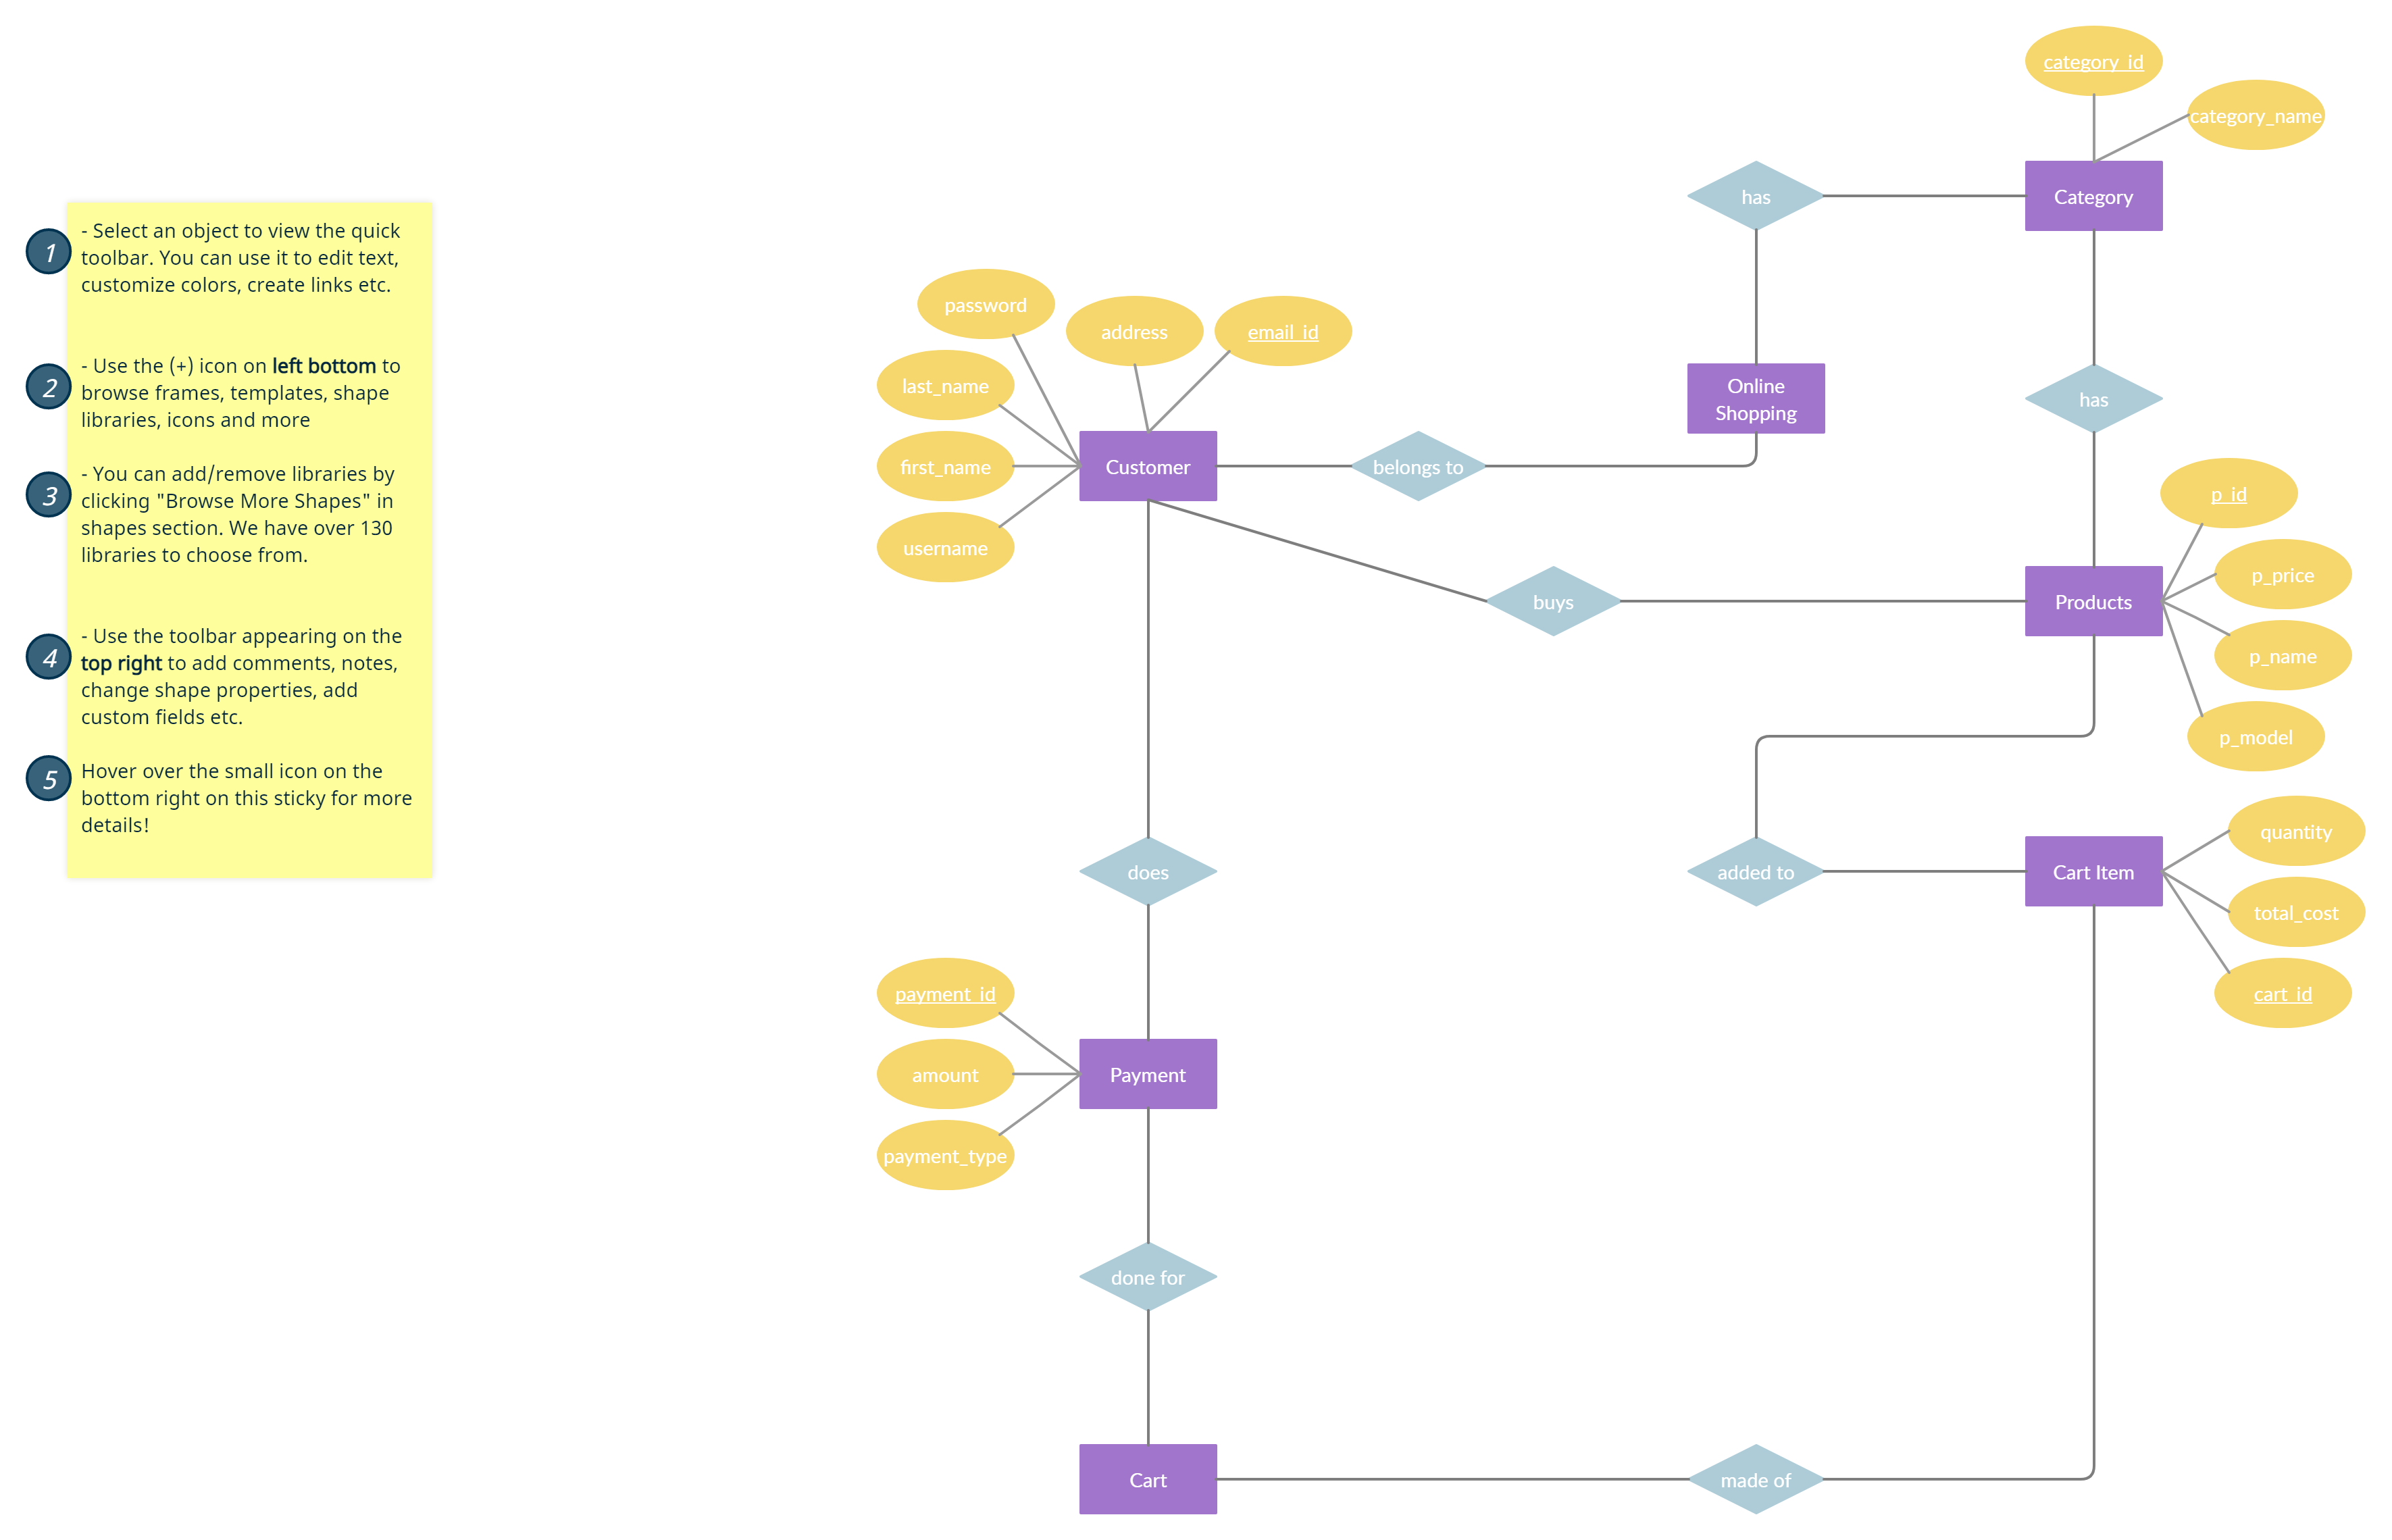 1
- Select an object to view the quick
toolbar. You can use it to edit text,
customize colors, create links etc.
2
- Use the (+) icon on left bottom to
browse frames, templates, shape
libraries, icons and more
3
- You can add/remove libraries by
clicking "Browse More Shapes" in
shapes section. We have over 130
libraries to choose from.
4
- Use the toolbar appearing on the
top right to add comments, notes,
change shape properties, add
custom fields etc.
5
Hover over the small icon on the
bottom right on this sticky for more
details!
category_id
category_name
has
Category
password
address
email_id
last_name
Online
Shopping
has
first_name
Customer
belongs to
p_id
username
p_price
buys
Products
p_name
p_model
quantity
does
added to
Cart Item
total_cost
payment_id
cart_id
amount
Payment
payment_type
done for
Cart
made of